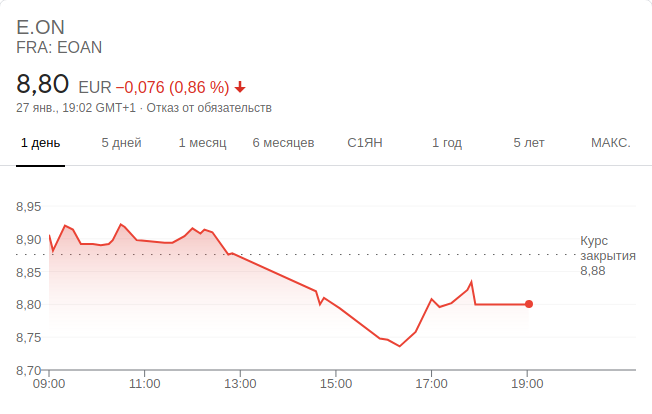 E.ON
FRA: EOAN
8,80 EUR −0,076 (0,86 %)
27 янв., 19:02 GMT+1 · Отказ от обязательств
1 день 5 дней 1 месяц 6 месяцев С1ЯН 1 год 5 лет МАКС.
8,95
8,90
Курс
закрытия
8,88
8,85
8,80
8,75
8,70
09:00 11:00 13:00 15:00 17:00 19:00